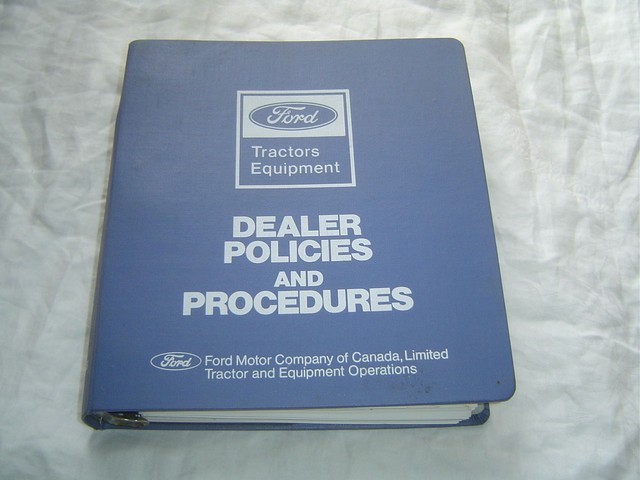 Ford
Tractors
Equipment
DEALER
POLICIES
AND
PROCEDURES
Ford Ford Motor Company of Canada, Limited
Tractor and Equipment Operations